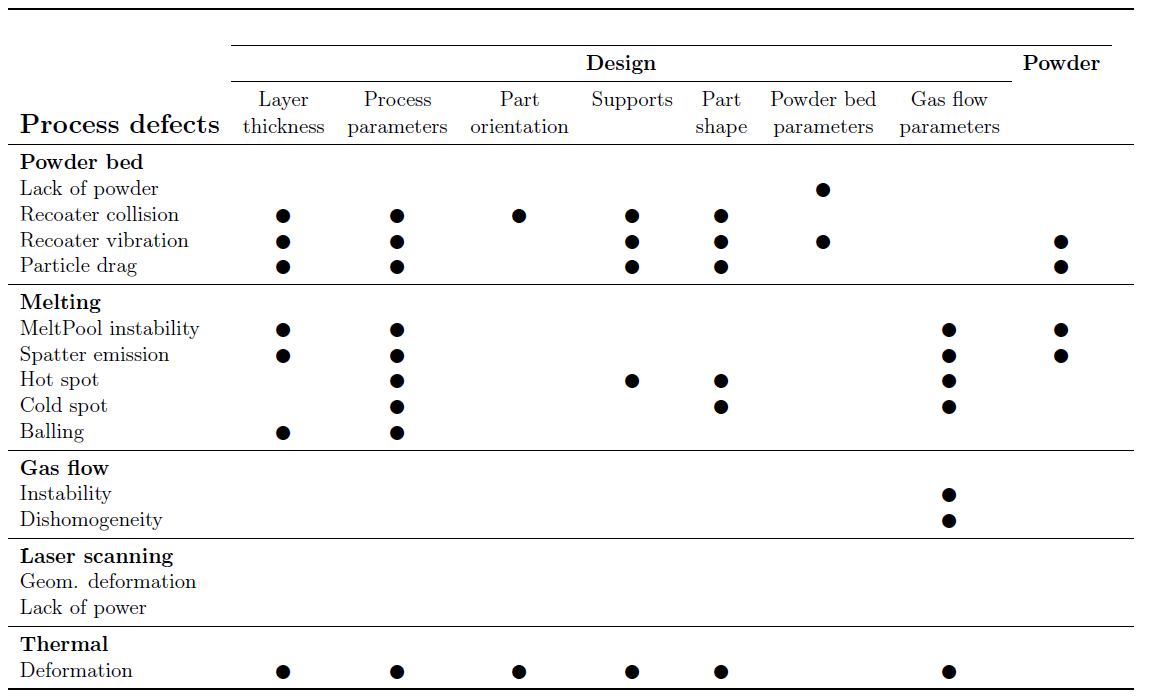 Design Powder
Layer Process Part Supports Part Powder bed Gas flow
Process defects thickness parameters orientation shape parameters parameters
Powder bed
Lack of powder ●
Recoater collision ● ● ● ● ●
Recoater vibration ● ● ● ● ● ●
Particle drag ● ● ● ● ●
Melting
MeltPool instability ● ● ● ●
Spatter emission ● ● ● ●
Hot spot ● ● ● ●
Cold spot ● ● ●
Balling ● ●
Gas flow
Instability ●
Dishomogeneity ●
Laser scanning
Geom. deformation
Lack of power
Thermal
Deformation ● ● ● ● ● ●